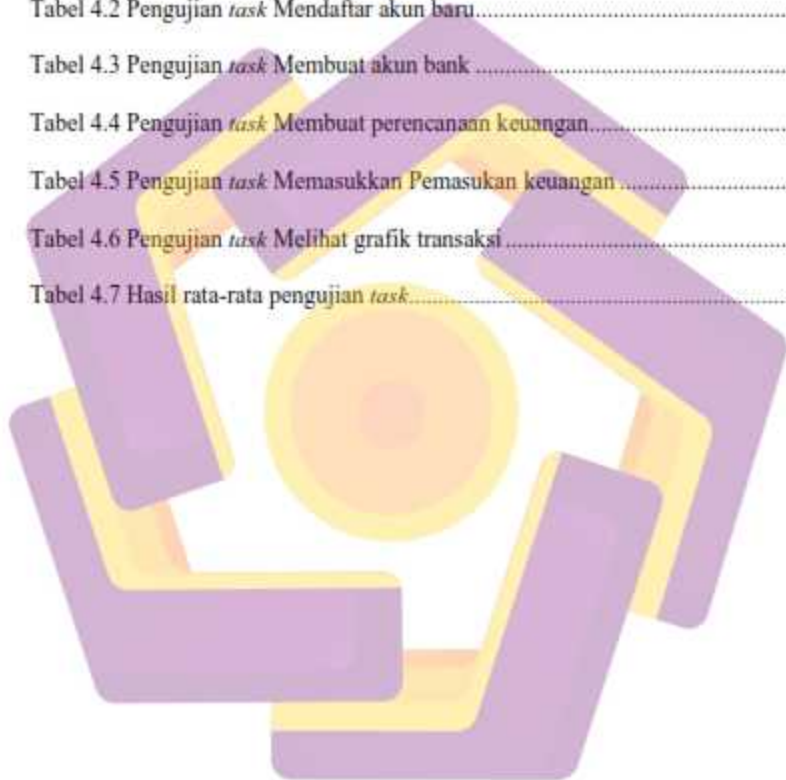 Tabel 4.2 Pengujian task Mendaftar akun baru........................................................
Tabel 4.3 Pengujian task Membuat akun bank........................................................
Tabel 4.4 Pengujian task Membuat perencanaan keuangan...................................
Tabel 4.5 Pengujian task Memasukkan Pemasukan keuangan..............................
Tabel 4.6 Pengujian task Melihat grafik transaksi..................................................
Tabel 4.7 Hasil rata-rata pengujian task..................................................................